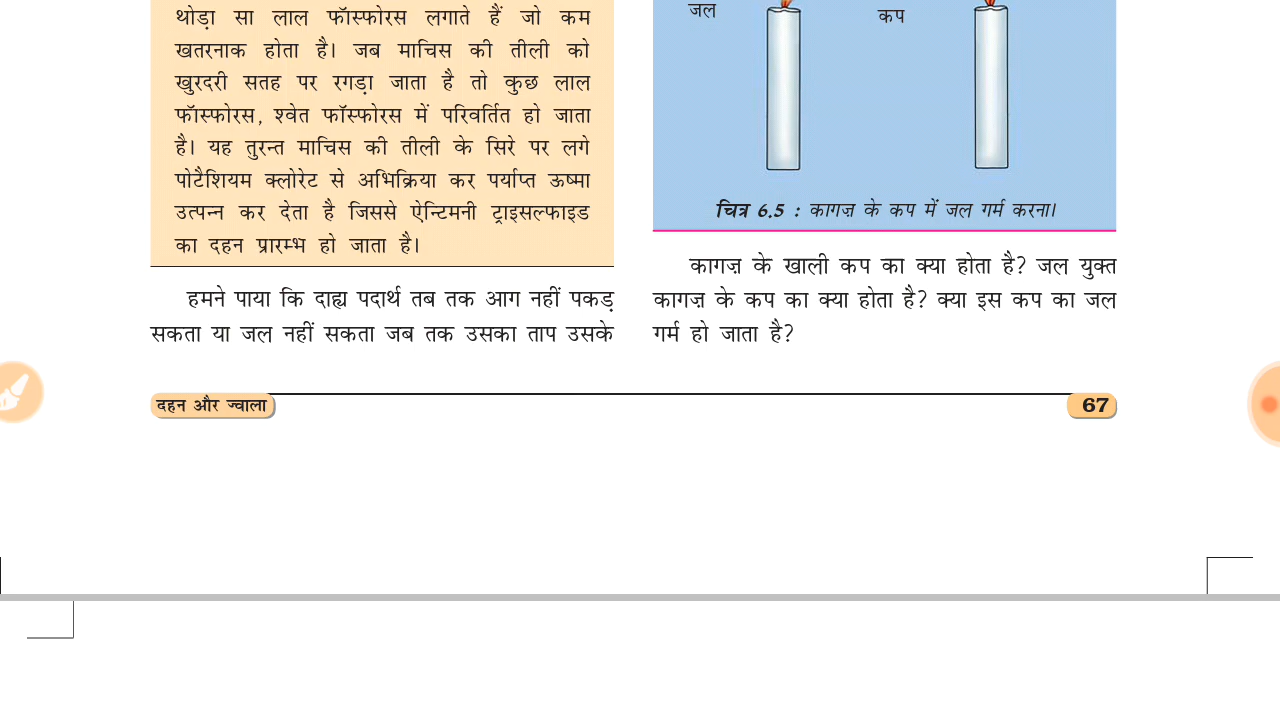 थोड़ा सा लाल फॉस्फोरस लगाते हैं जो कम
खतरनाक होता है। जब माचिस की तीली को
खुरदरी सतह पर रगड़ा जाता है तो कुछ लाल
फॉस्फोरस, श्वेत फॉस्फोरस में परिवर्तित हो जाता
है। यह तुरन्त माचिस की तीली के सिरे पर लगे
पोटैशियम क्लोरेट से अभिक्रिया कर पर्याप्त ऊष्मा
उत्पन्न कर देता है जिससे ऐन्टिमनी ट्राइसल्फाइड
का दहन प्रारम्भ हो जाता है।
हमने पाया कि दाह्य पदार्थ तब तक आग नहीं पकड़
सकता या जल नहीं सकता जब तक उसका ताप उसके
जल
कप
चित्र 6.5 : कागज़ के कप में जल गर्म करना।
कागज़ के खाली कप का क्या होता है? जल युक्त
कागज़ के कप का क्या होता है? क्या इस कप का जल
गर्म हो जाता है?
दहन और ज्वाला
67